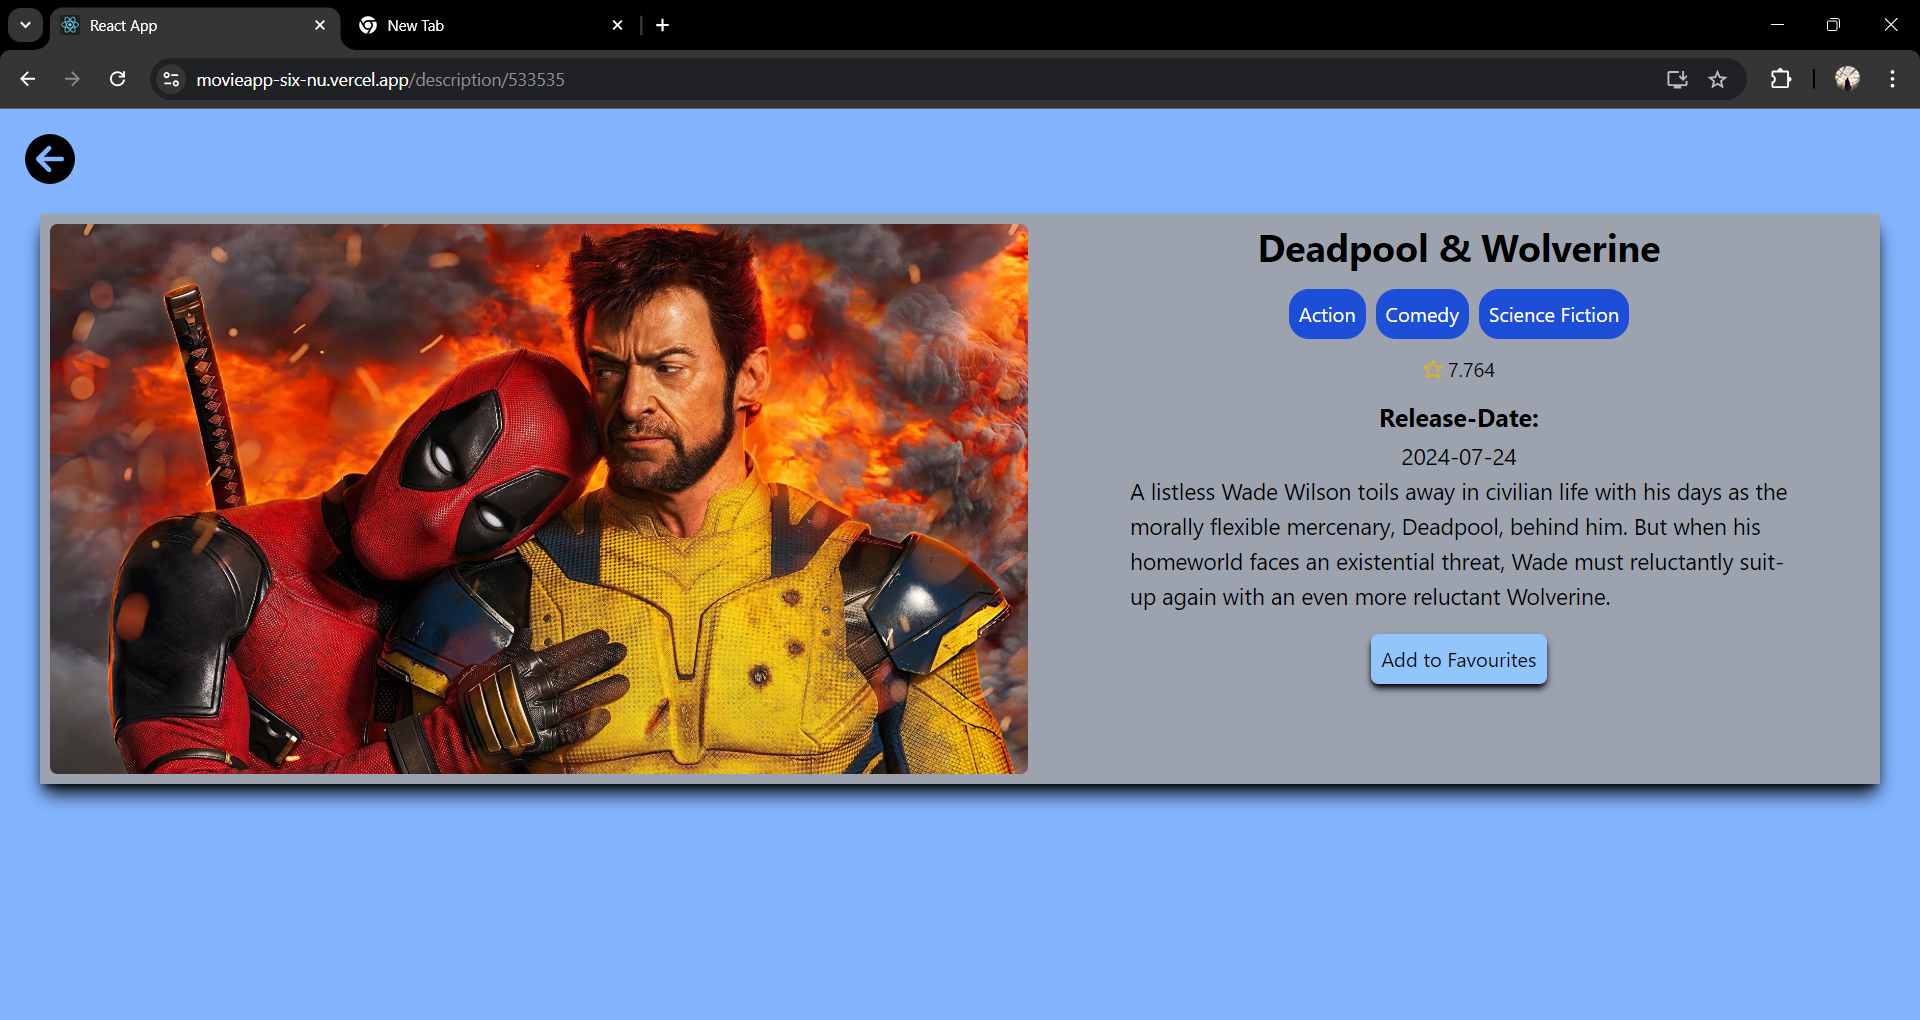 React App
New Tab
movieapp-six-nu.vercel.app/description/533535
Deadpool & Wolverine
Action
Comedy
Science Fiction
7.764
Release-Date:
2024-07-24
A listless Wade Wilson toils away in civilian life with his days as the
morally flexible mercenary, Deadpool, behind him. But when his
homeworld faces an existential threat, Wade must reluctantly suit-
up again with an even more reluctant Wolverine.
Add to Favourites